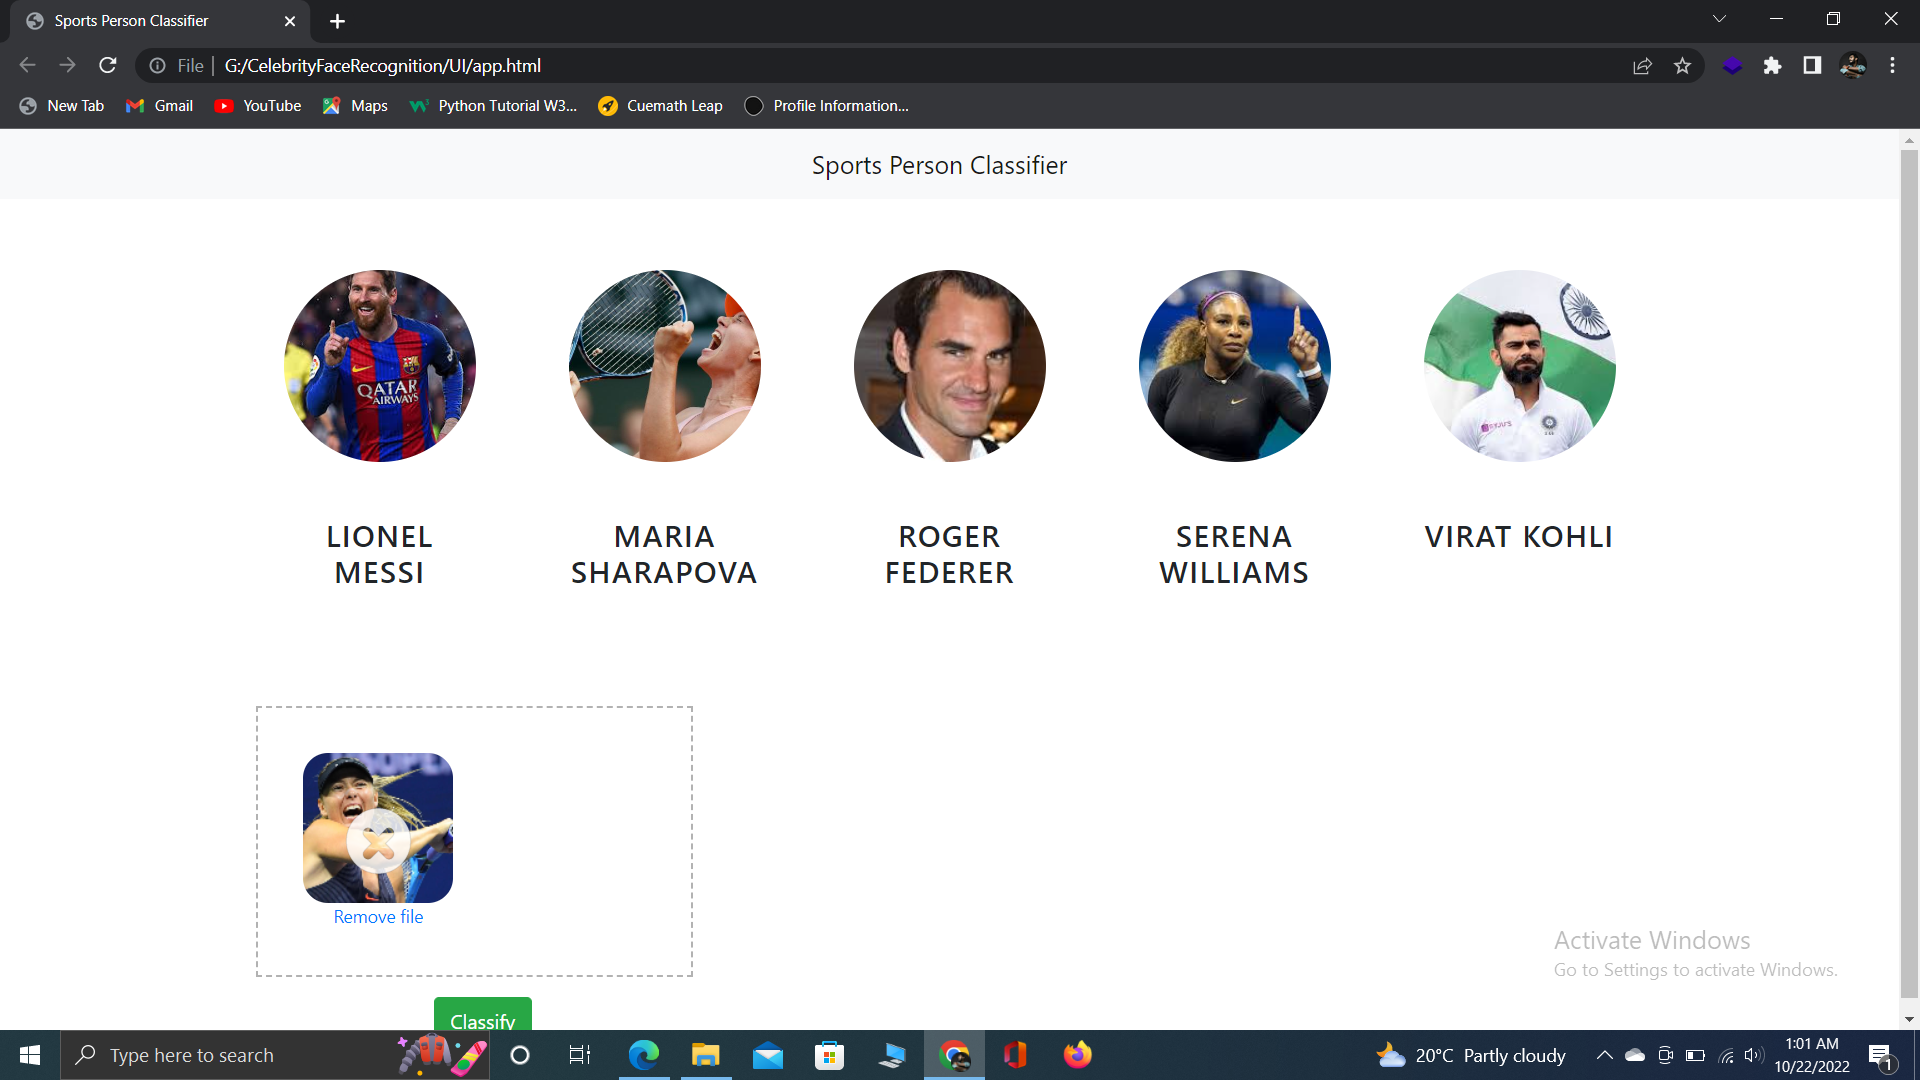 Sports Person Classifier
File | G:/CelebrityFaceRecognition/UI/app.html
New Tab Gmail YouTube Maps Python Tutorial W3... Cuemath Leap Profile Information...
Sports Person Classifier
QATAR
AIRWAYS
BYJU'S
LIONEL
MESSI
MARIA
SHARAPOVA
ROGER
FEDERER
SERENA
WILLIAMS
VIRAT KOHLI
Remove file
Classify
Activate Windows
Go to Settings to activate Windows.
Type here to search
20°C Partly cloudy
1:01 AM
10/22/2022
1